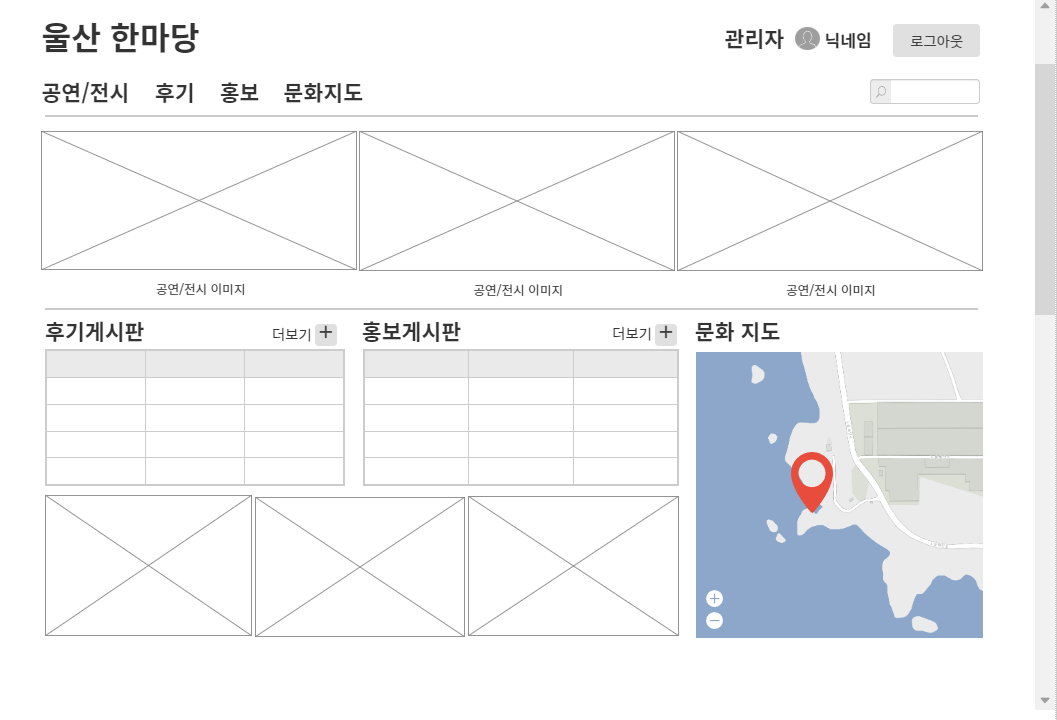 울산 한마당
관리자 닉네임 로그아웃
공연/전시 후기 홍보 문화지도
공연/전시 이미지 공연/전시 이미지 공연/전시 이미지
후기게시판 더보기 + 홍보게시판 더보기 + 문화 지도